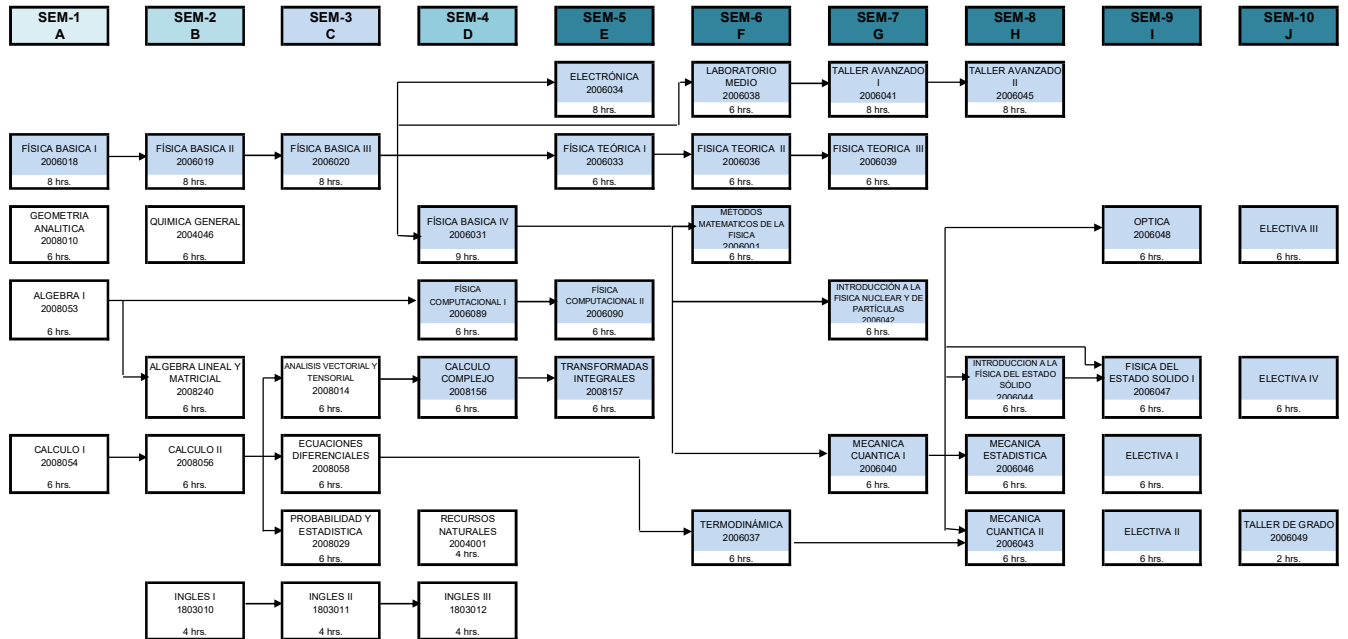 SEM-1
A
SEM-2
B
SEM-3
C
SEM-4
D
SEM-5
E
SEM-6
F
SEM-7
G
SEM-8
H
SEM-9
I
SEM-10
J
ELECTRÓNICA
2006034
8 hrs.
LABORATORIO
MEDIO
2006038
6 hrs.
TALLER AVANZADO
I
2006041
8 hrs.
TALLER AVANZADO
II
2006045
8 hrs.
FÍSICA BASICA I
2006018
8 hrs.
FÍSICA BASICA II
2006019
8 hrs.
FÍSICA BASICA III
2006020
8 hrs.
FÍSICA TEÓRICA I
2006033
6 hrs.
FISICA TEORICA II
2006036
6 hrs.
FISICA TEORICA III
2006039
6 hrs.
GEOMETRIA
ANALITICA
2008010
6 hrs.
QUIMICA GENERAL
2004046
6 hrs.
FÍSICA BASICA IV
2006031
9 hrs.
MÉTODOS
MATEMATICOS DE LA
FISICA
2006001
6 hrs.
OPTICA
2006048
6 hrs.
ELECTIVA III
6 hrs.
ALGEBRA I
2008053
6 hrs.
FÍSICA
COMPUTACIONAL I
2006089
6 hrs.
FÍSICA
COMPUTACIONAL II
2006090
6 hrs.
INTRODUCCIÓN A LA
FISICA NUCLEAR Y DE
PARTÍCULAS
2006042
6 hrs.
ALGEBRA LINEAL Y
MATRICIAL
2008240
6 hrs.
ANALISIS VECTORIAL Y
TENSORIAL
2008014
6 hrs.
CALCULO
COMPLEJO
2008156
6 hrs.
TRANSFORMADAS
INTEGRALES
2008157
6 hrs.
INTRODUCCION A LA
FÍSICA DEL ESTADO
SÓLIDO
2006044
6 hrs.
FISICA DEL
ESTADO SOLIDO I
2006047
6 hrs.
ELECTIVA IV
6 hrs.
CALCULO I
2008054
6 hrs.
CALCULO II
2008056
6 hrs.
ECUACIONES
DIFERENCIALES
2008058
6 hrs.
MECANICA
CUANTICA I
2006040
6 hrs.
MECANICA
ESTADISTICA
2006046
6 hrs.
ELECTIVA I
6 hrs.
PROBABILIDAD Y
ESTADISTICA
2008029
6 hrs.
RECURSOS
NATURALES
2004001
4 hrs.
TERMODINÁMICA
2006037
6 hrs.
MECANICA
CUANTICA II
2006043
6 hrs.
ELECTIVA II
6 hrs.
TALLER DE GRADO
2006049
2 hrs.
INGLES I
1803010
4 hrs.
INGLES II
1803011
4 hrs.
INGLES III
1803012
4 hrs.